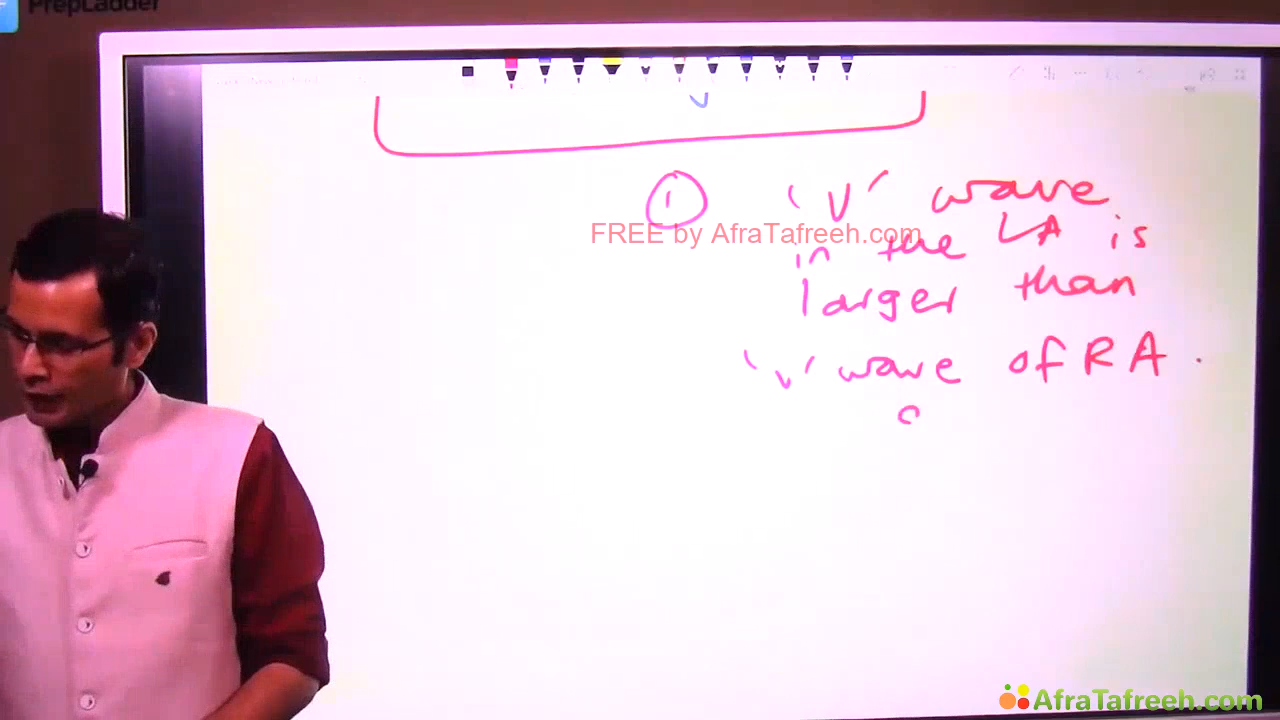 PrepLadder
V
1 'V' wave
FREE by AfraTafreeh.com
in the LA is
larger than
'v' wave of RA.
AfraTafreeh.com